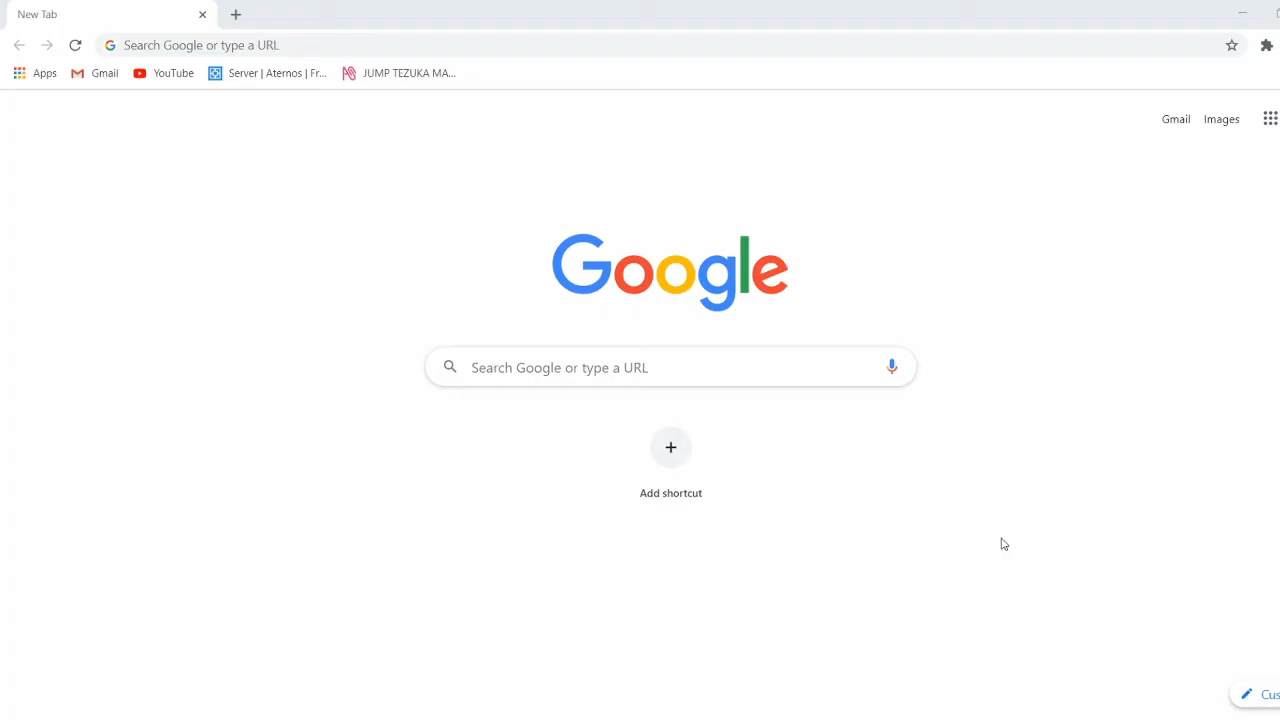 New Tab
Search Google or type a URL
Apps Gmail YouTube Server | Aternos | Fr... JUMP TEZUKA MA...
Gmail Images
Google
Search Google or type a URL
Add shortcut
Cus